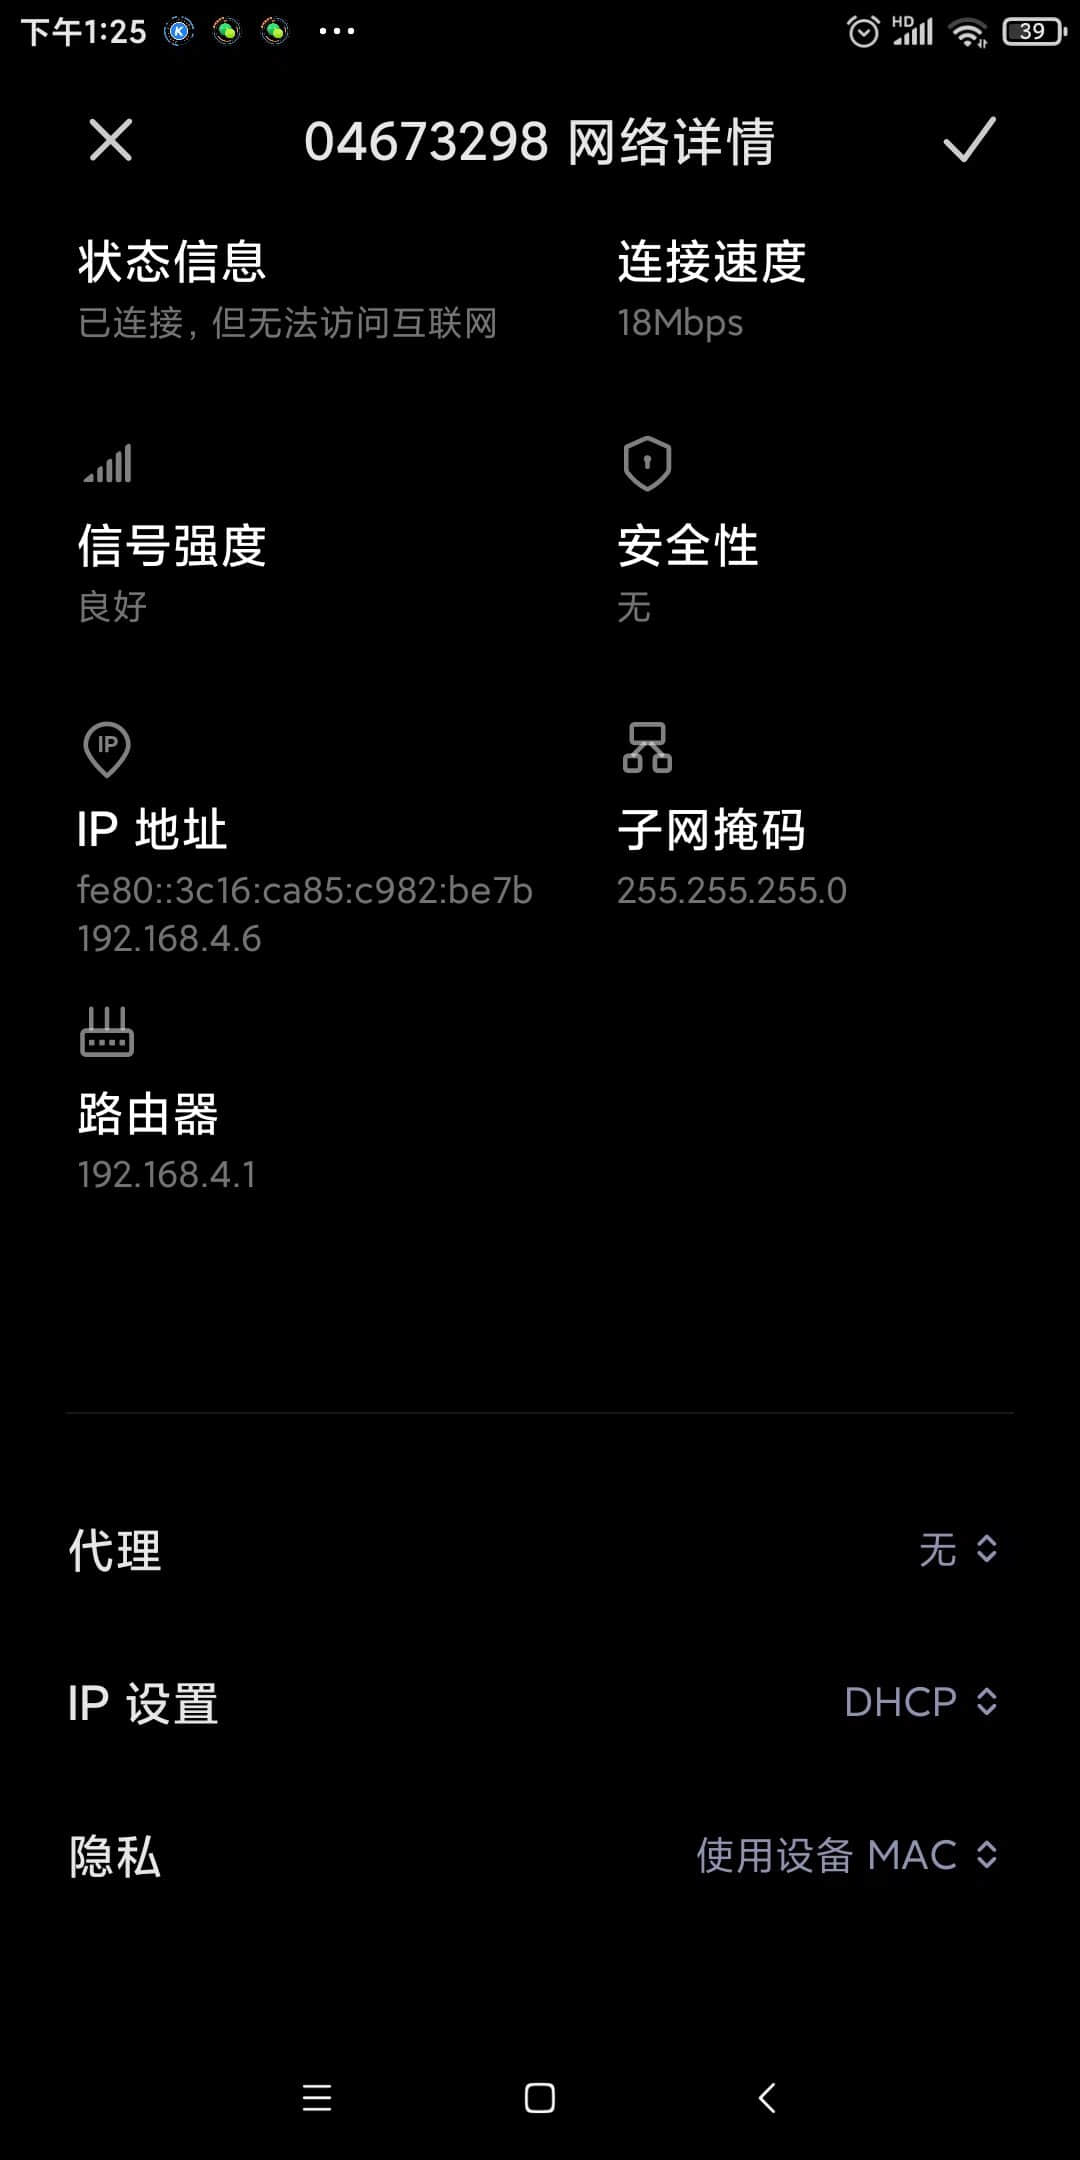 下午1:25
HD
39
04673298 网络详情
状态信息
已连接，但无法访问互联网
连接速度
18Mbps
信号强度
良好
安全性
无
IP
IP 地址
fe80::3c16:ca85:c982:be7b
192.168.4.6
子网掩码
255.255.255.0
路由器
192.168.4.1
代理
无
IP 设置
DHCP
隐私
使用设备 MAC